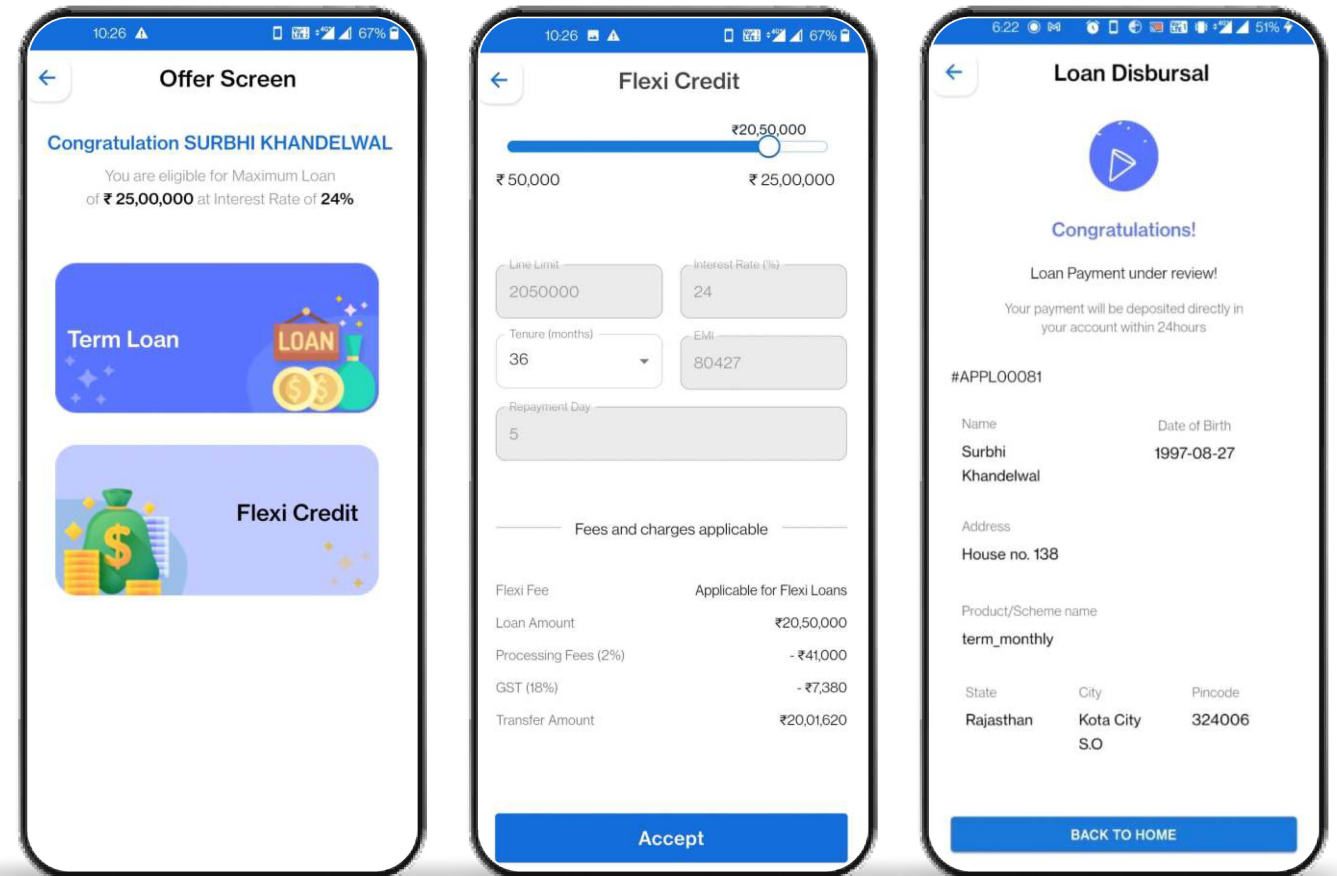 10:26 67%
Offer Screen
Congratulation SURBHI KHANDELWAL
You are eligible for Maximum Loan
of ₹ 25,00,000 at Interest Rate of 24%
Term Loan
LOAN
$ $
Flexi Credit
$
10:26 67%
Flexi Credit
₹20,50,000
₹ 50,000 ₹ 25,00,000
Line Limit Interest Rate (%)
2050000 24
Tenure (months) EMI
36 80427
Repayment Day
5
Fees and charges applicable
Flexi Fee Applicable for Flexi Loans
Loan Amount ₹20,50,000
Processing Fees (2%) - ₹41,000
GST (18%) - ₹7,380
Transfer Amount ₹20,01,620
Accept
6:22 51%
Loan Disbursal
Congratulations!
Loan Payment under review!
Your payment will be deposited directly in
your account within 24hours
#APPL00081
Name Date of Birth
Surbhi 1997-08-27
Khandelwal
Address
House no. 138
Product/Scheme name
term_monthly
State City Pincode
Rajasthan Kota City 324006
S.O
BACK TO HOME